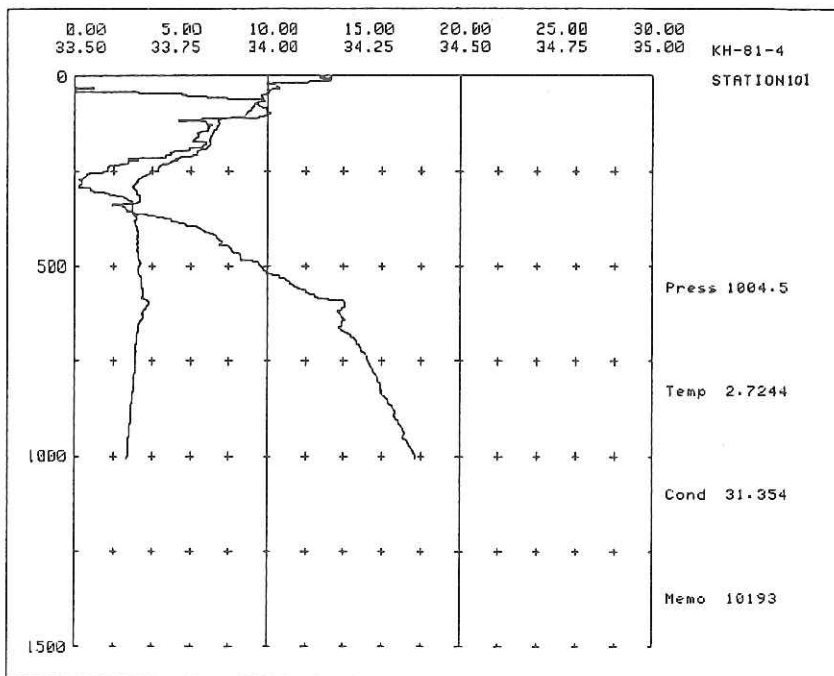 0.00 5.00 10.00 15.00 20.00 25.00 30.00
33.50 33.75 34.00 34.25 34.50 34.75 35.00
KH-81-4
STATION101
0
500
1000
1500
Press 1004.5
Temp 2.7244
Cond 31.354
Memo 10193